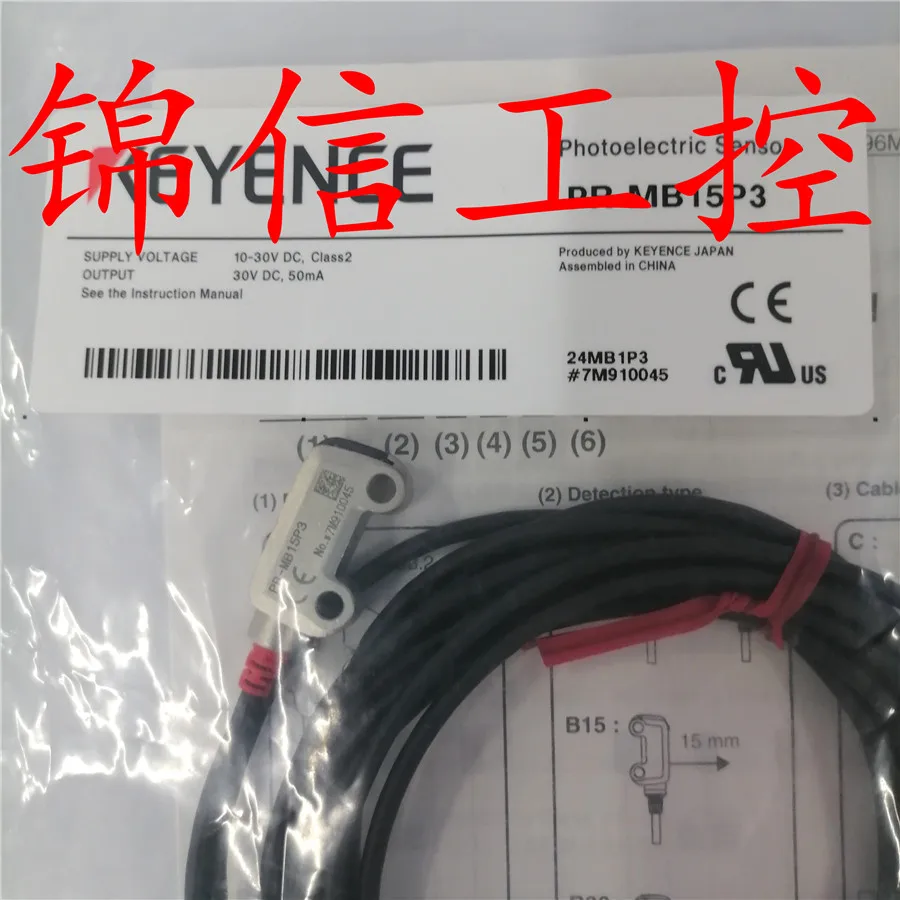 锦信工控
KEYENCE
Photoelectric Sensor
PR-MB15P3
96M
SUPPLY VOLTAGE 10-30V DC, Class2
OUTPUT 30V DC, 50mA
See the Instruction Manual
Produced by KEYENCE JAPAN
Assembled in CHINA
CE
24MB1P3
#7M910045
C US
(1) (2) (3) (4) (5) (6)
(1)
(2) Detection type
(3) Cabl
C :
PR-MB15P3
No.#7M910045
CE
B15 :
15 mm